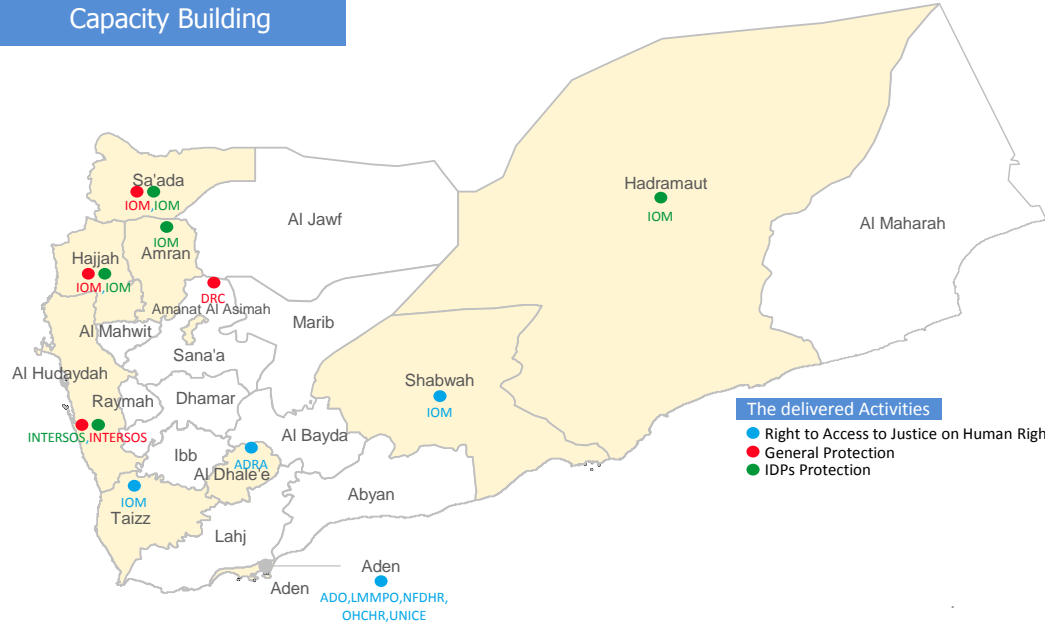 Capacity Building
Sa'ada
IOM,IOM
Al Jawf
Hadramaut
IOM
Al Maharah
IOM
Amran
Hajjah
IOM,IOM
DRC
Amanat Al Asimah
Marib
Al Mahwit
Sana'a
Al Hudaydah
Shabwah
IOM
Raymah
Dhamar
The delivered Activities
Right to Access to Justice on Human Righ
General Protection
IDPs Protection
INTERSOS,INTERSOS
Al Bayda
Ibb
ADRA
Al Dhale'e
Abyan
IOM
Taizz
Lahj
Aden
Aden
ADO,LMMPO,NFDHR,
OHCHR,UNICE